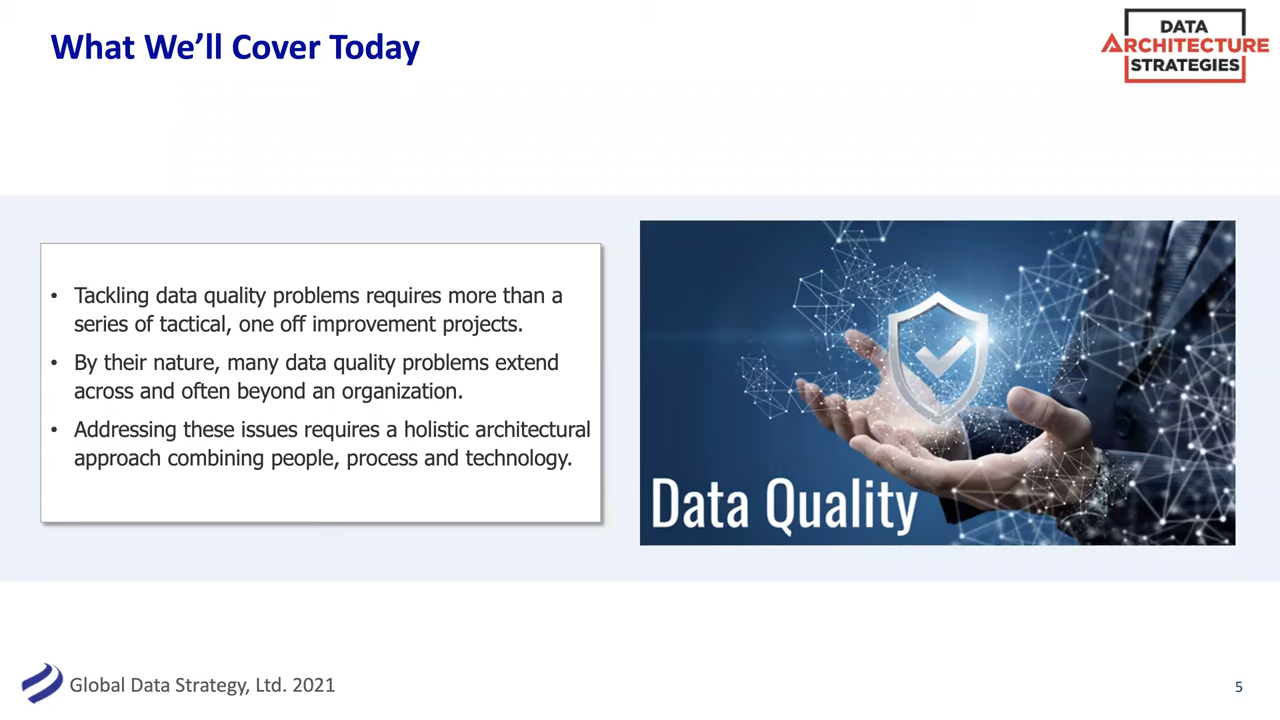 What We’ll Cover Today
DATA
ARCHITECTURE
STRATEGIES
• Tackling data quality problems requires more than a
series of tactical, one off improvement projects.
• By their nature, many data quality problems extend
across and often beyond an organization.
• Addressing these issues requires a holistic architectural
approach combining people, process and technology.
Data Quality
Global Data Strategy, Ltd. 2021
5